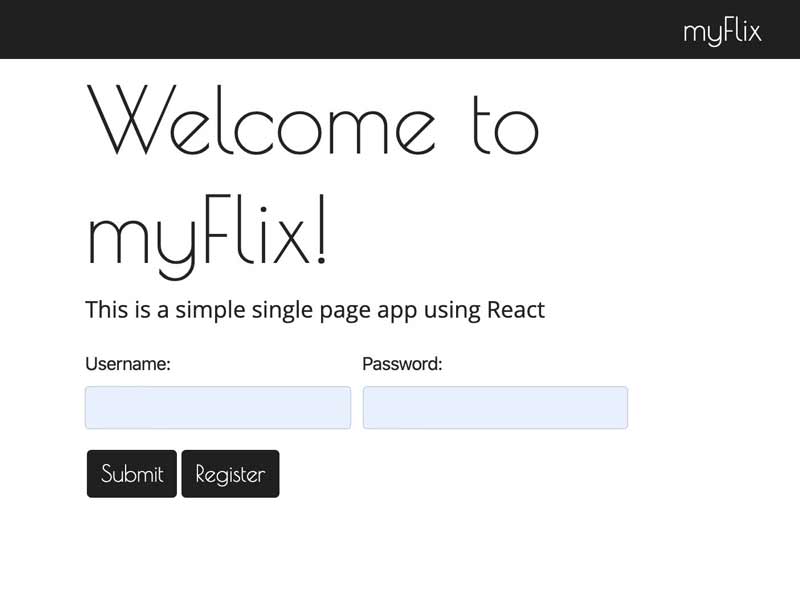 myFlix
Welcome to
myFlix!
This is a simple single page app using React
Username: Password:
Submit Register